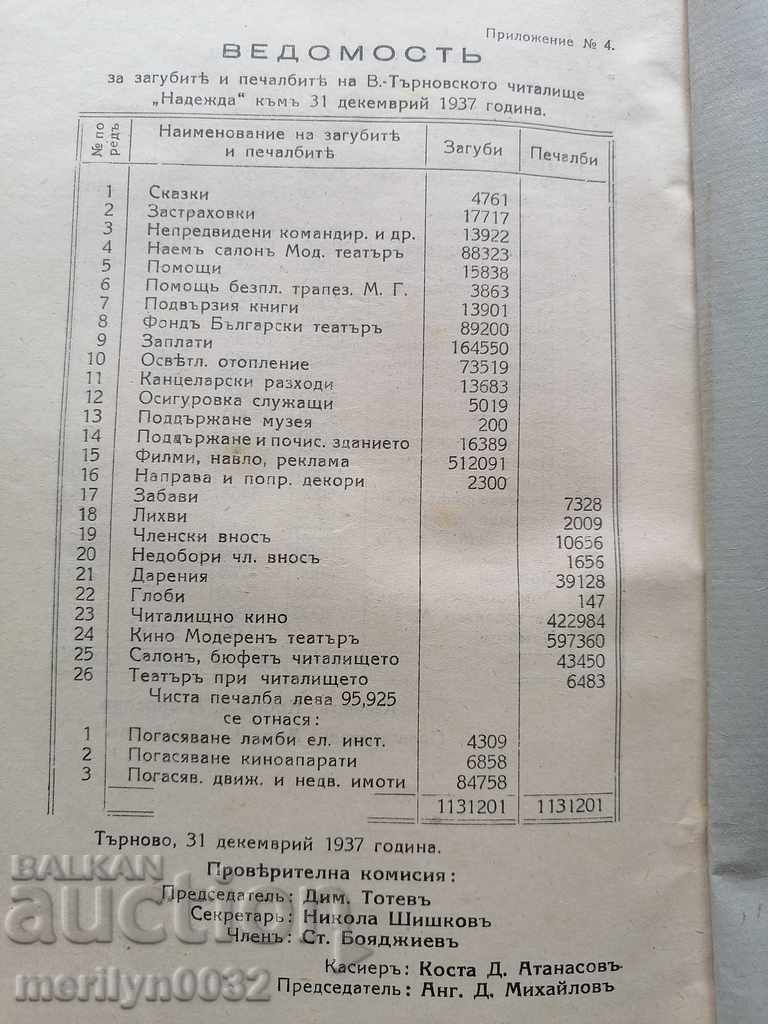 Приложение № 4.
ВЕДОМОСТЬ
за загубитѣ и печалбитѣ на В.-Търновското читалище
„Надежда“ къмъ 31 декемврий 1937 година.
№ по редъ Наименование на загубитѣ и печалбитѣ Загуби Печалби
1 Сказки 4761
2 Застраховки 17717
3 Непредвидени командир. и др. 13922
4 Наемъ салонъ Мод. театъръ 88323
5 Помощи 15838
6 Помощь безпл. трапез. М. Г. 3863
7 Подвързия книги 13901
8 Фондъ Български театъръ 89200
9 Заплати 164550
10 Освѣтл. отопление 73519
11 Канцеларски разходи 13683
12 Осигуровка служащи 5019
13 Поддържане музея 200
14 Поддържане и почис. зданието 16389
15 Филми, навло, реклама 512091
16 Направа и попр. декори 2300
17 Забави 7328
18 Лихви 2009
19 Членски вносъ 10656
20 Недобори чл. вносъ 1656
21 Дарения 39128
22 Глоби 147
23 Читалищно кино 422984
24 Кино Модеренъ театъръ 597360
25 Салонъ, бюфетъ читалището 43450
26 Театъръ при читалището 6483
Чиста печалба лева 95,925
се отнася:
1 Погасяване ламби ел. инст. 4309
2 Погасяване киноапарати 6858
3 Погасяв. движ. и недв. имоти 84758
1131201 1131201
Търново, 31 декемврий 1937 година.
Провѣрителна комисия:
Председатель: Дим. Тотевъ
Секретарь: Никола Шишковъ
Членъ: Ст. Бояджиевъ
Касиеръ: Коста Д. Атанасовъ
Председатель: Анг. Д. Михайловъ
BALKAN
auction
merilyn0032